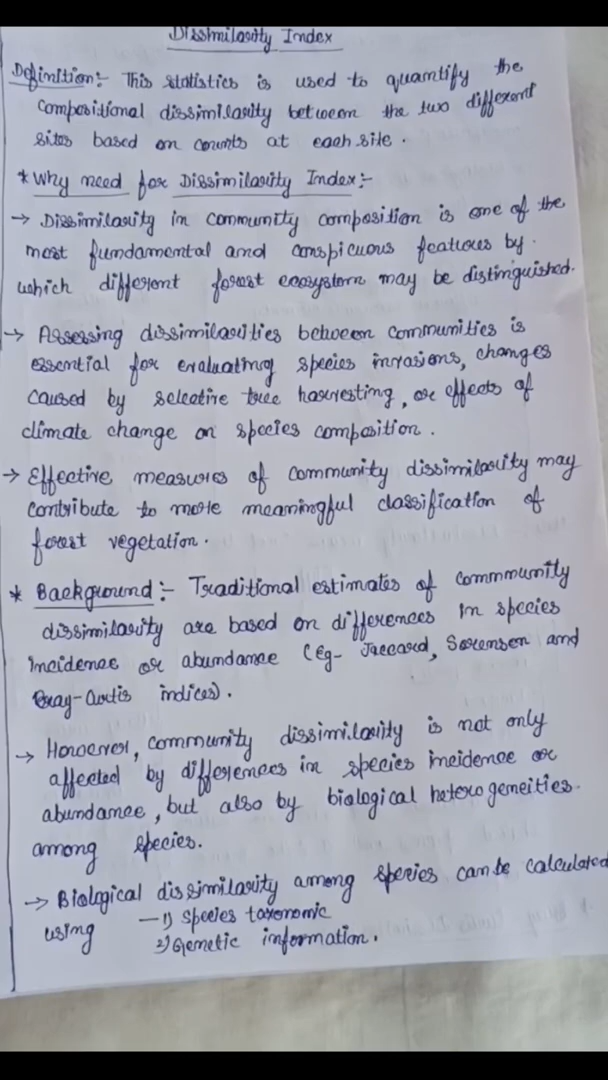 Dissimilarity Index
Definition:- This statistics is used to quantify the
compositional dissimilarity between the two different
sites based on counts at each site.
* Why need for Dissimilarity Index:-
→ Dissimilarity in community composition is one of the
most fundamental and conspicuous features by
which different forest ecosystem may be distinguished.
→ Assessing dissimilarities between communities is
essential for evaluating species invasions, changes
caused by selective tree harvesting, or effects of
climate change on species composition.
→ Effective measures of community dissimilarity may
contribute to more meaningful classification of
forest vegetation.
* Background:- Traditional estimates of commmunity
dissimilarity are based on differences in species
incidence or abundance (eg- Jaccard, Sorensen and
Bray-Curtis indices).
→ However, community dissimilarity is not only
affected by differences in species incidence or
abundance, but also by biological heterogeneities
among species.
→ Biological dissimilarity among species can be calculated
using — 1) species taxonomic
2) Genetic information.